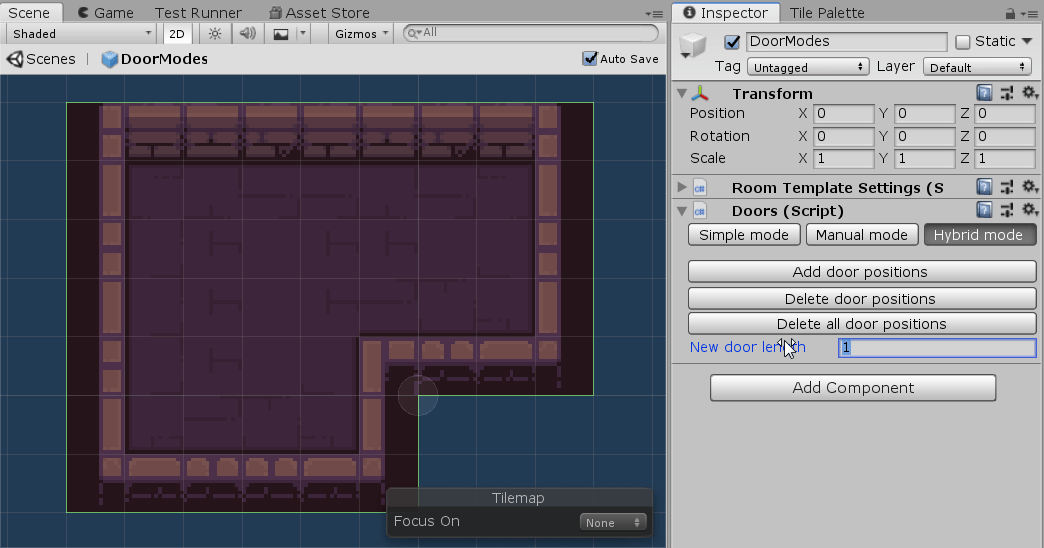 Scene Game Test Runner Asset Store
Shaded 2D Gizmos All
Scenes DoorModes Auto Save
Tilemap
Focus On None
Inspector Tile Palette
DoorModes Static
Tag Untagged Layer Default
Transform
Position X 0 Y 0 Z 0
Rotation X 0 Y 0 Z 0
Scale X 1 Y 1 Z 1
Room Template Settings (S
Doors (Script)
Simple mode Manual mode Hybrid mode
Add door positions
Delete door positions
Delete all door positions
New door length 1
Add Component